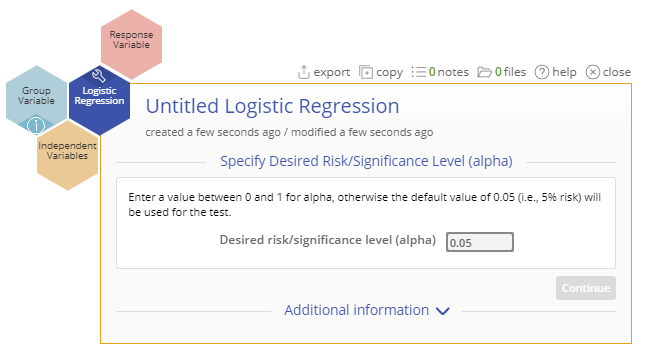 Response
Variable
Group
Variable
Logistic
Regression
Independent
Variables
export copy 0 notes 0 files help close
Untitled Logistic Regression
created a few seconds ago / modified a few seconds ago
Specify Desired Risk/Significance Level (alpha)
Enter a value between 0 and 1 for alpha, otherwise the default value of 0.05 (i.e., 5% risk) will
be used for the test.
Desired risk/significance level (alpha) 0.05
Continue
Additional information